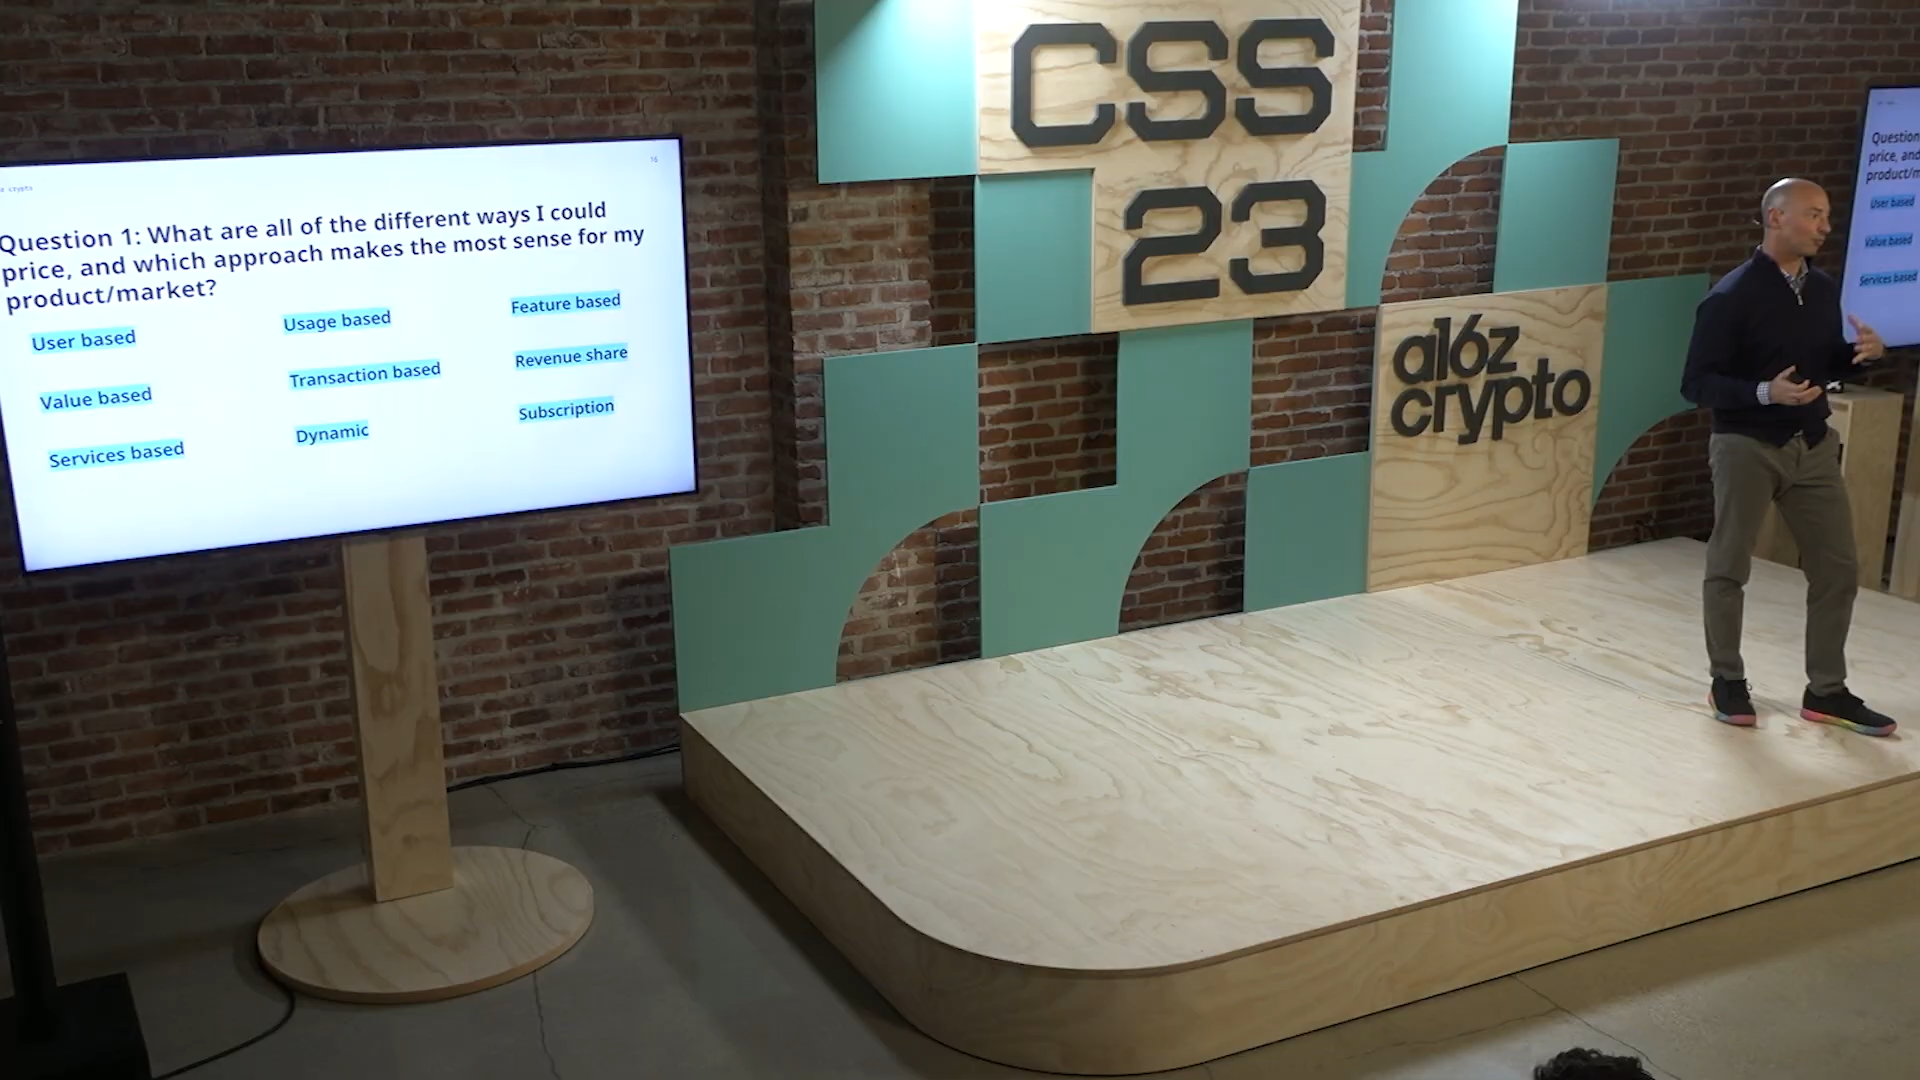 crypto
16
Question 1: What are all of the different ways I could
price, and which approach makes the most sense for my
product/market?
User based
Usage based
Feature based
Value based
Transaction based
Revenue share
Services based
Dynamic
Subscription
CSS
23
a16z
crypto
Question
price, and
product/m
User based
Value based
Services based